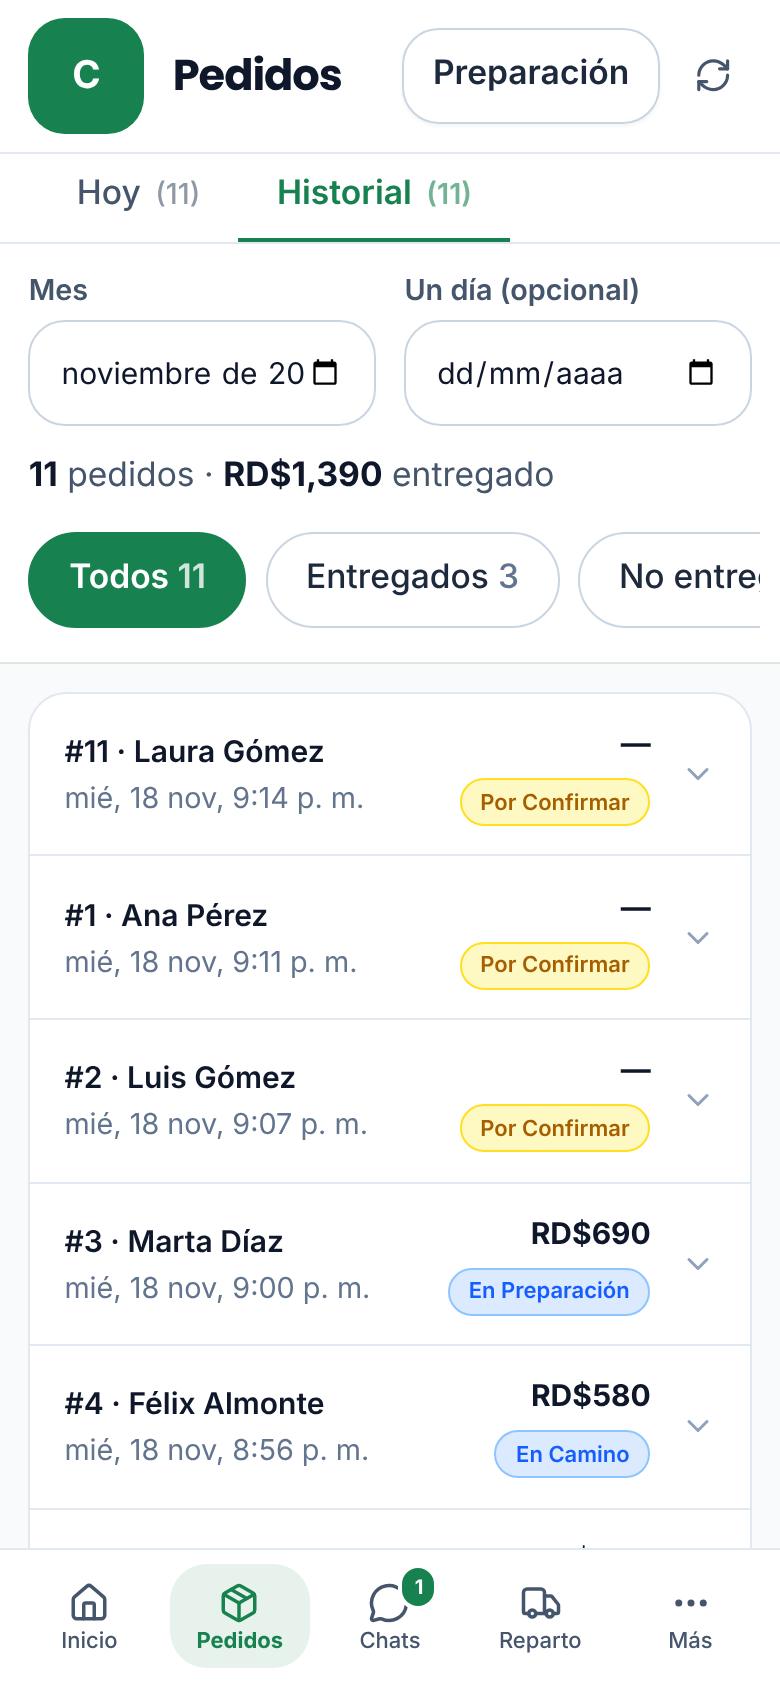 C
Pedidos
Preparación
Hoy (11)
Historial (11)
Mes
Un día (opcional)
noviembre de 20
dd/mm/aaaa
11 pedidos · RD$1,390 entregado
Todos 11
Entregados 3
No entre
#11 · Laura Gómez
—
mié, 18 nov, 9:14 p. m.
Por Confirmar
#1 · Ana Pérez
—
mié, 18 nov, 9:11 p. m.
Por Confirmar
#2 · Luis Gómez
—
mié, 18 nov, 9:07 p. m.
Por Confirmar
#3 · Marta Díaz
RD$690
mié, 18 nov, 9:00 p. m.
En Preparación
#4 · Félix Almonte
RD$580
mié, 18 nov, 8:56 p. m.
En Camino
1
Inicio
Pedidos
Chats
Reparto
Más